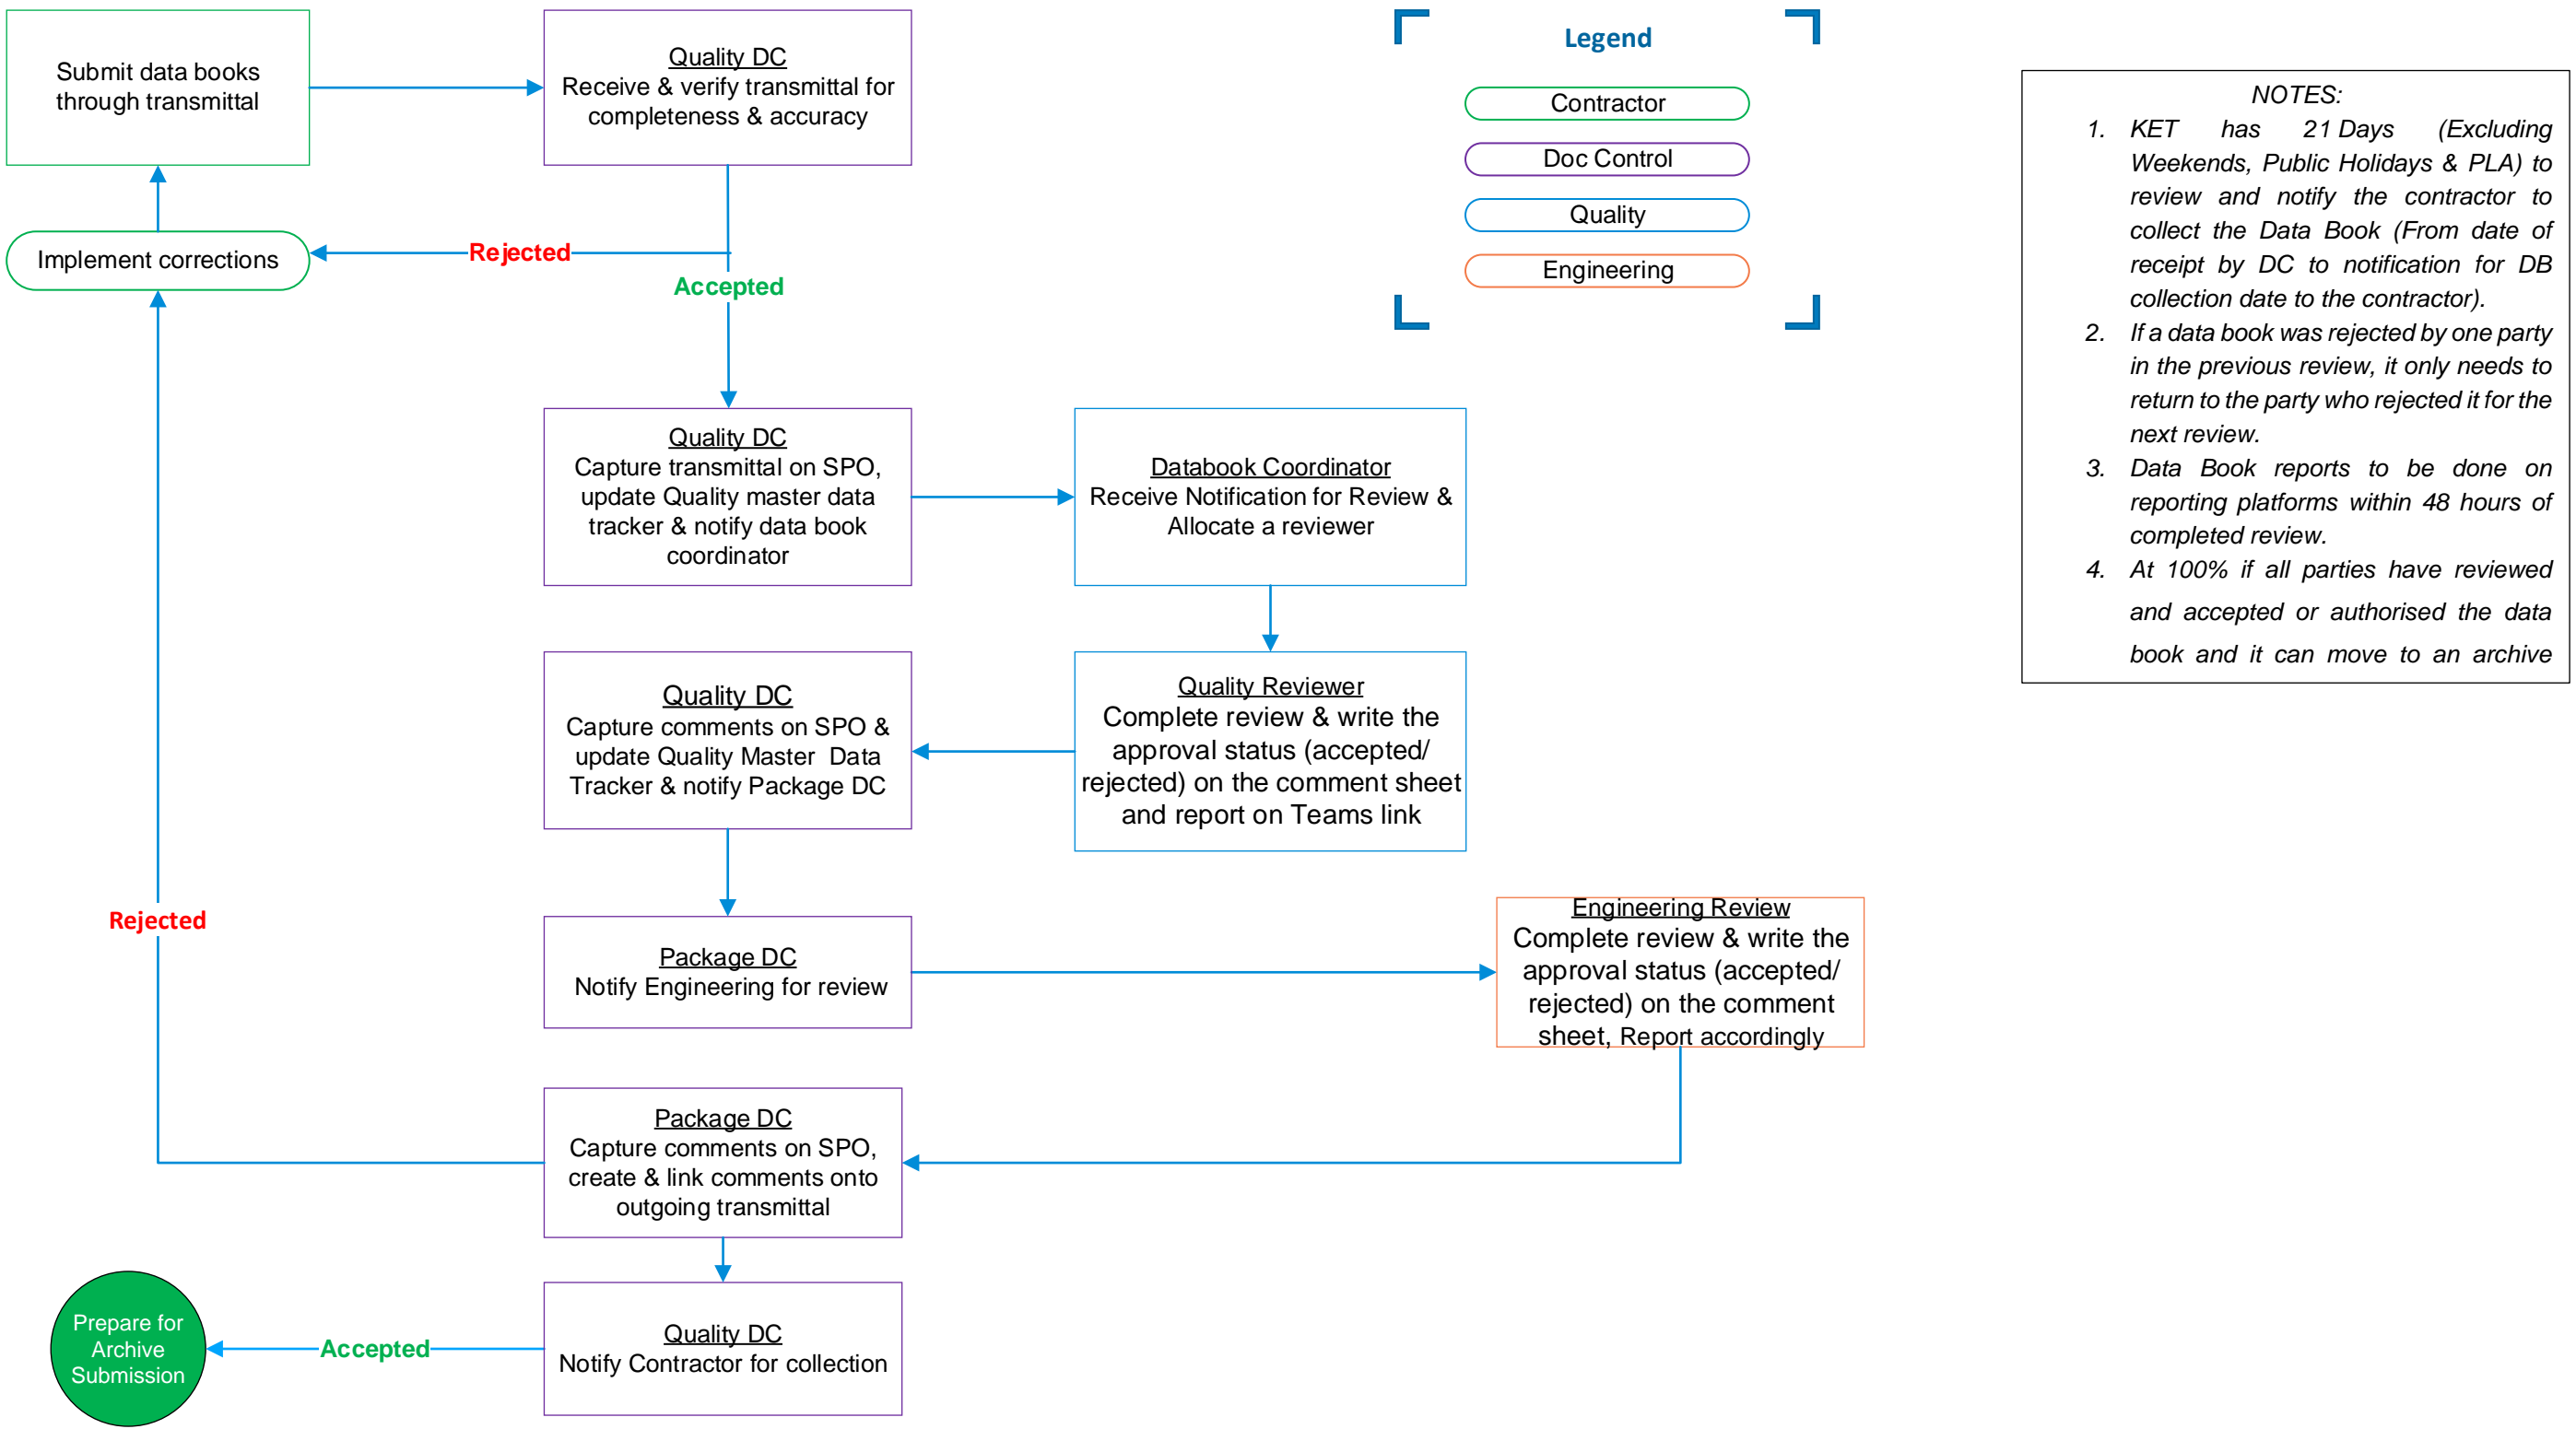 Submit data books
through transmittal
Quality DC
Receive & verify transmittal for
completeness & accuracy
Legend
Contractor
Doc Control
Quality
Engineering
NOTES:
1. KET has 21 Days (Excluding
Weekends, Public Holidays & PLA) to
review and notify the contractor to
collect the Data Book (From date of
receipt by DC to notification for DB
collection date to the contractor).
2. If a data book was rejected by one party
in the previous review, it only needs to
return to the party who rejected it for the
next review.
3. Data Book reports to be done on
reporting platforms within 48 hours of
completed review.
4. At 100% if all parties have reviewed
and accepted or authorised the data
book and it can move to an archive
Implement corrections
Rejected
Accepted
Quality DC
Capture transmittal on SPO,
update Quality master data
tracker & notify data book
coordinator
Databook Coordinator
Receive Notification for Review &
Allocate a reviewer
Quality DC
Capture comments on SPO &
update Quality Master Data
Tracker & notify Package DC
Quality Reviewer
Complete review & write the
approval status (accepted/
rejected) on the comment sheet
and report on Teams link
Rejected
Package DC
Notify Engineering for review
Engineering Review
Complete review & write the
approval status (accepted/
rejected) on the comment
sheet, Report accordingly
Package DC
Capture comments on SPO,
create & link comments onto
outgoing transmittal
Prepare for
Archive
Submission
Accepted
Quality DC
Notify Contractor for collection